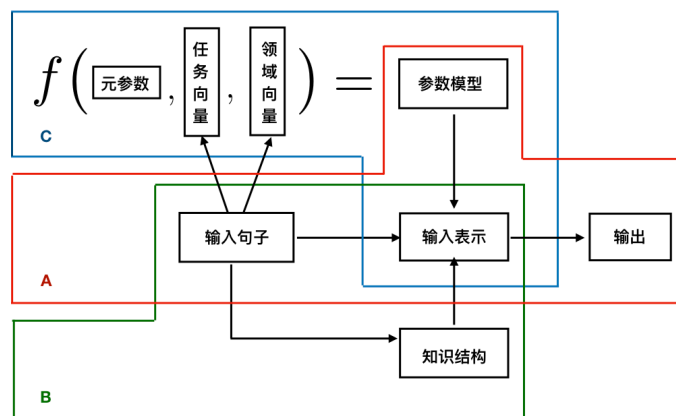 f(元参数, 任务向量, 领域向量) = 参数模型
C
输入句子 输入表示 输出
A
知识结构
B